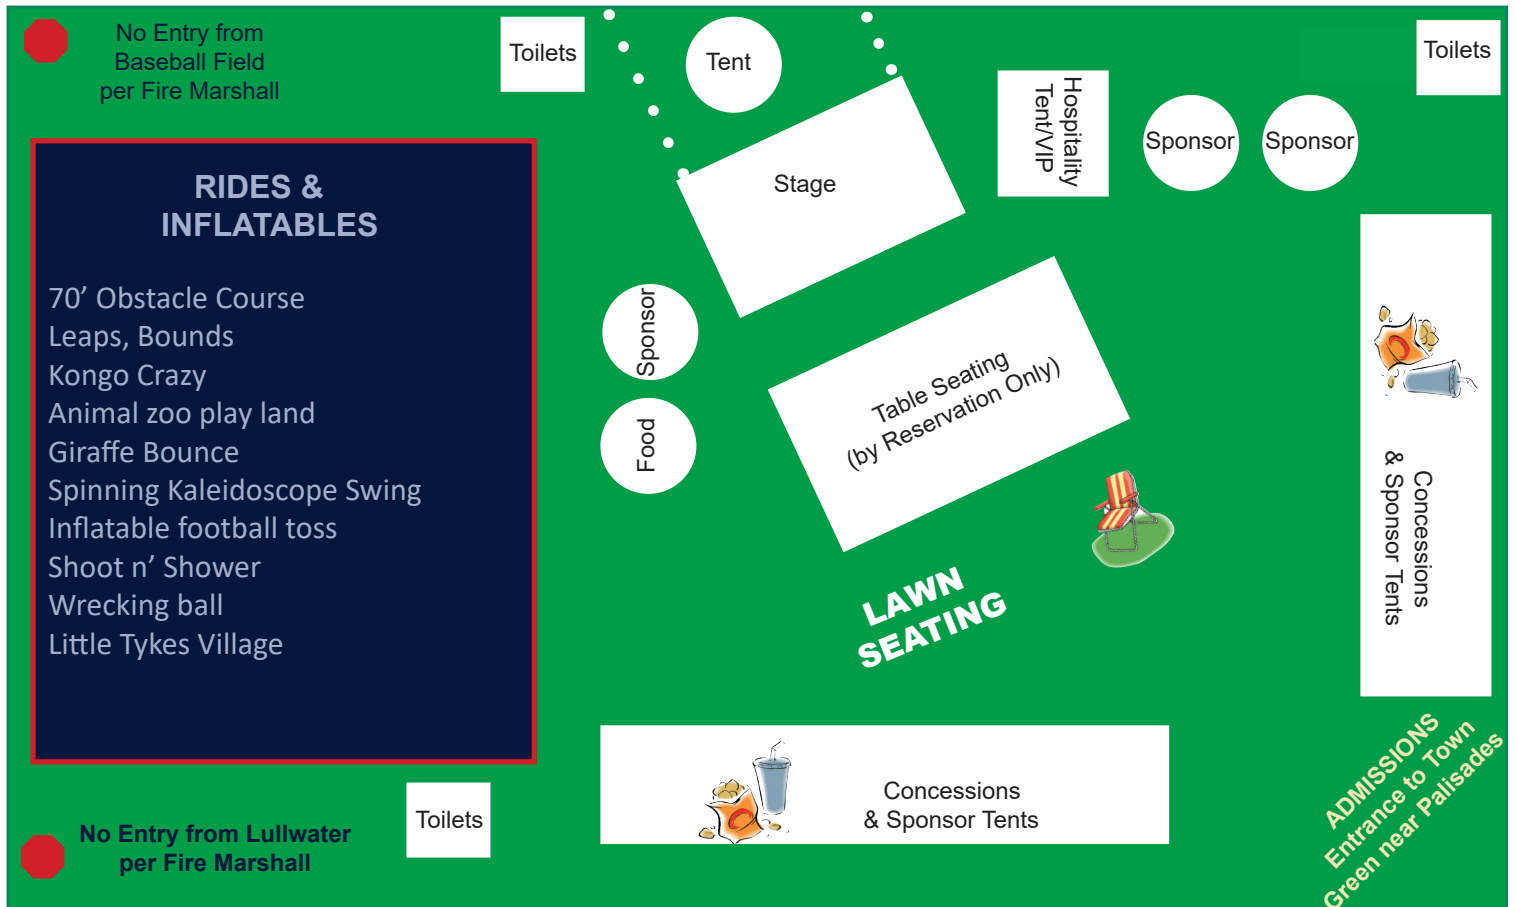 No Entry from
Baseball Field
per Fire Marshall
Toilets
Tent
Stage
Hospitality
Tent/VIP
Sponsor
Sponsor
Toilets
RIDES &
INFLATABLES
70’ Obstacle Course
Leaps, Bounds
Kongo Crazy
Animal zoo play land
Giraffe Bounce
Spinning Kaleidoscope Swing
Inflatable football toss
Shoot n’ Shower
Wrecking ball
Little Tykes Village
Sponsor
Food
Table Seating
(by Reservation Only)
LAWN
SEATING
Concessions
& Sponsor Tents
No Entry from Lullwater
per Fire Marshall
Toilets
Concessions
& Sponsor Tents
ADMISSIONS
Entrance to Town
Green near Palisades